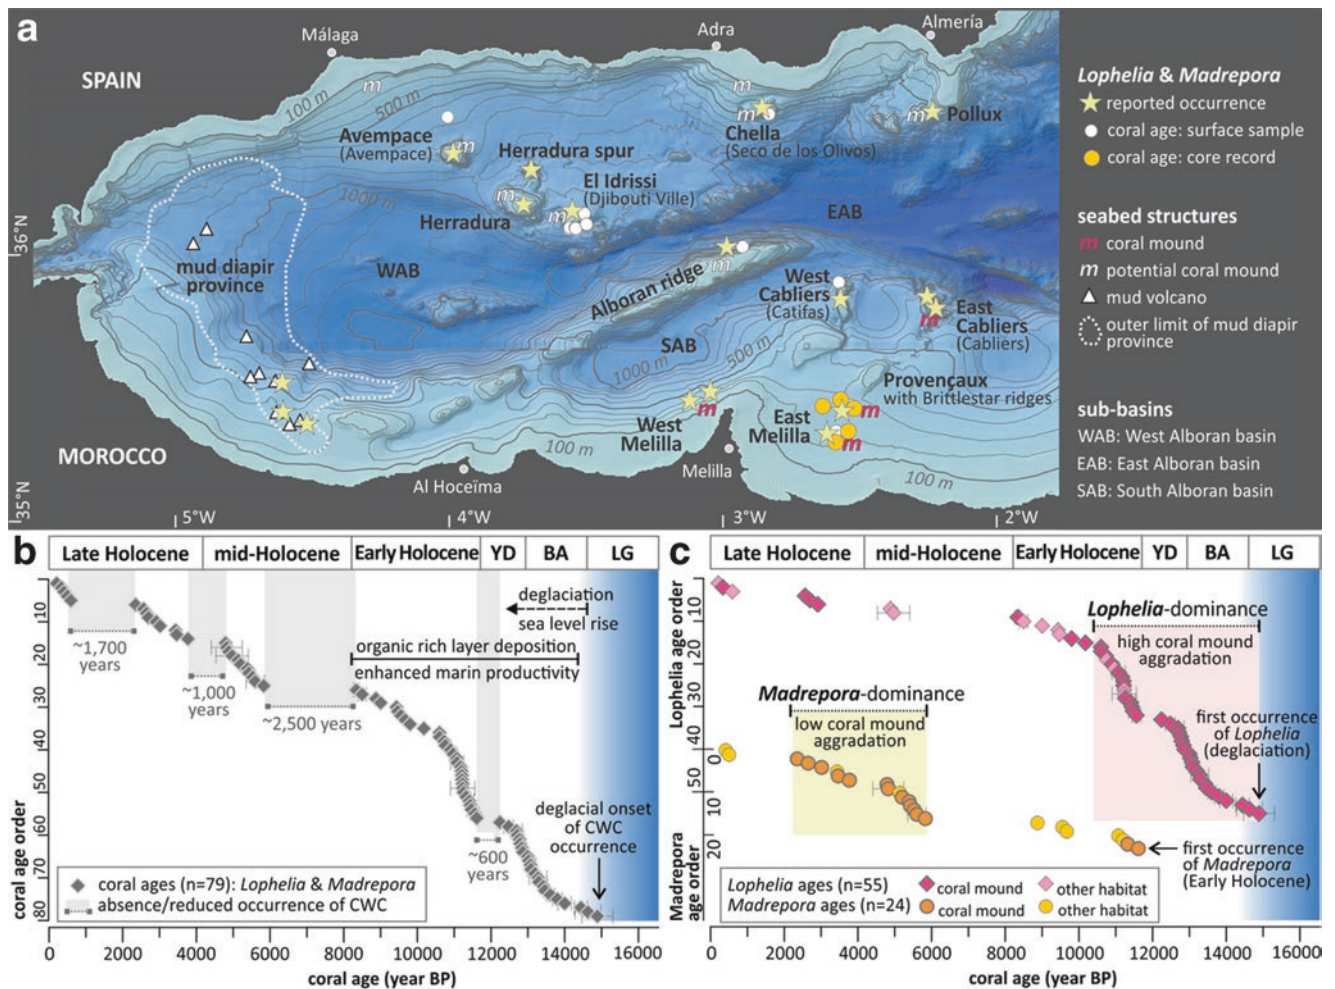 a
Málaga
Adra
Almería
SPAIN
m
100 m
500 m
m
m
m
Avempace
(Avempace)
m
Chella
(Seco de los Olivos)
Pollux
Herradura spur
El Idrissi
(Djibouti Ville)
m
m
Herradura
1000 m
EAB
36°N
mud diapir
province
WAB
m
Alboran ridge
West
Cabliers
(Catifas)
East
Cabliers
(Cabliers)
m
SAB
500 m
1000 m
Provençaux
with Brittlestar ridges
m
West
Melilla
m
East
Melilla
m
MOROCCO
100 m
Al Hoceïma
Melilla
100 m
35°N
5°W
4°W
3°W
2°W
Lophelia & Madrepora
reported occurrence
coral age: surface sample
coral age: core record
seabed structures
m coral mound
m potential coral mound
mud volcano
outer limit of mud diapir
province
sub-basins
WAB: West Alboran basin
EAB: East Alboran basin
SAB: South Alboran basin
b
Late Holocene
mid-Holocene
Early Holocene
YD
BA
LG
10
20
30
40
50
60
70
80
coral age order
~1,700
years
~1,000
years
~2,500 years
~600
years
deglaciation
sea level rise
organic rich layer deposition
enhanced marin productivity
deglacial onset
of CWC
occurrence
coral ages (n=79): Lophelia & Madrepora
absence/reduced occurrence of CWC
0
2000
4000
6000
8000
10000
12000
14000
16000
coral age (year BP)
c
Late Holocene
mid-Holocene
Early Holocene
YD
BA
LG
Lophelia age order
10
20
30
40
50
Madrepora
age order
0
10
20
Lophelia-dominance
high coral mound
aggradation
Madrepora-dominance
low coral mound
aggradation
first occurrence
of Lophelia
(deglaciation)
first occurrence
of Madrepora
(Early Holocene)
Lophelia ages (n=55)
coral mound
other habitat
Madrepora ages (n=24)
coral mound
other habitat
0
2000
4000
6000
8000
10000
12000
14000
16000
coral age (year BP)